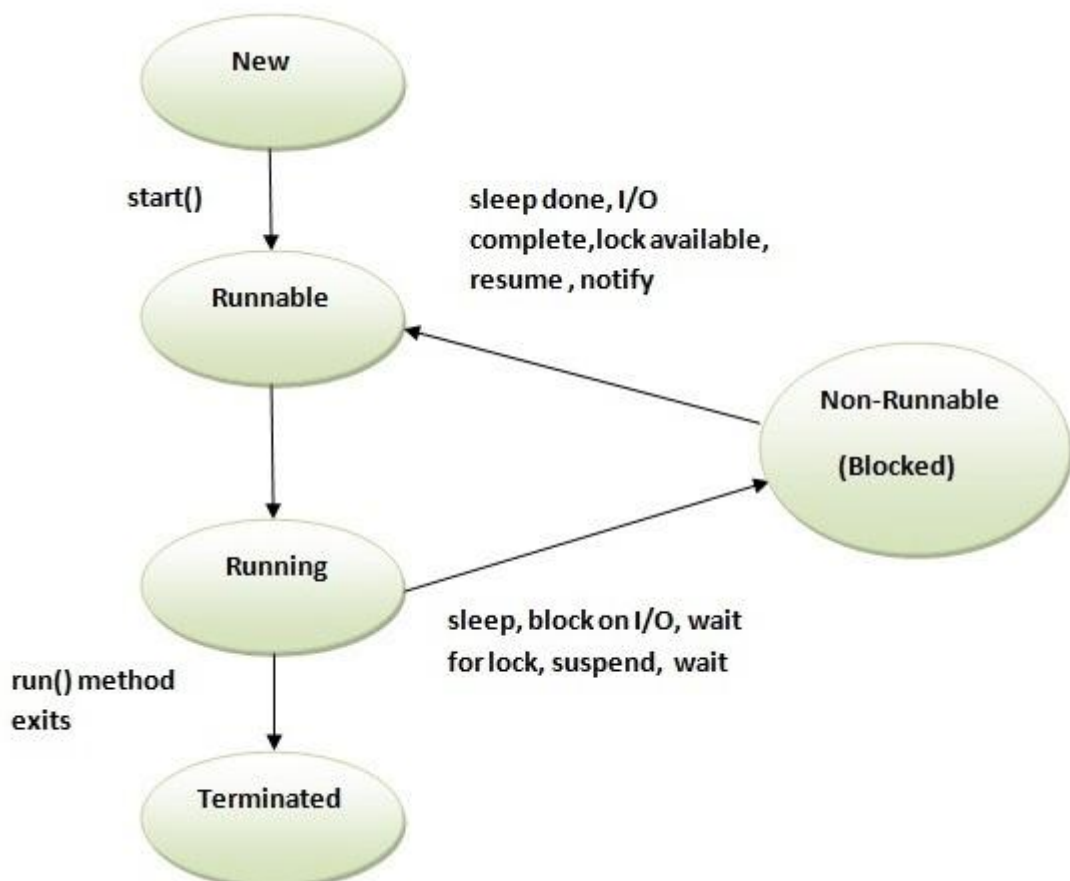 New
start()
sleep done, I/O
complete,lock available,
resume , notify
Runnable
Non-Runnable
(Blocked)
Running
sleep, block on I/O, wait
for lock, suspend, wait
run() method
exits
Terminated